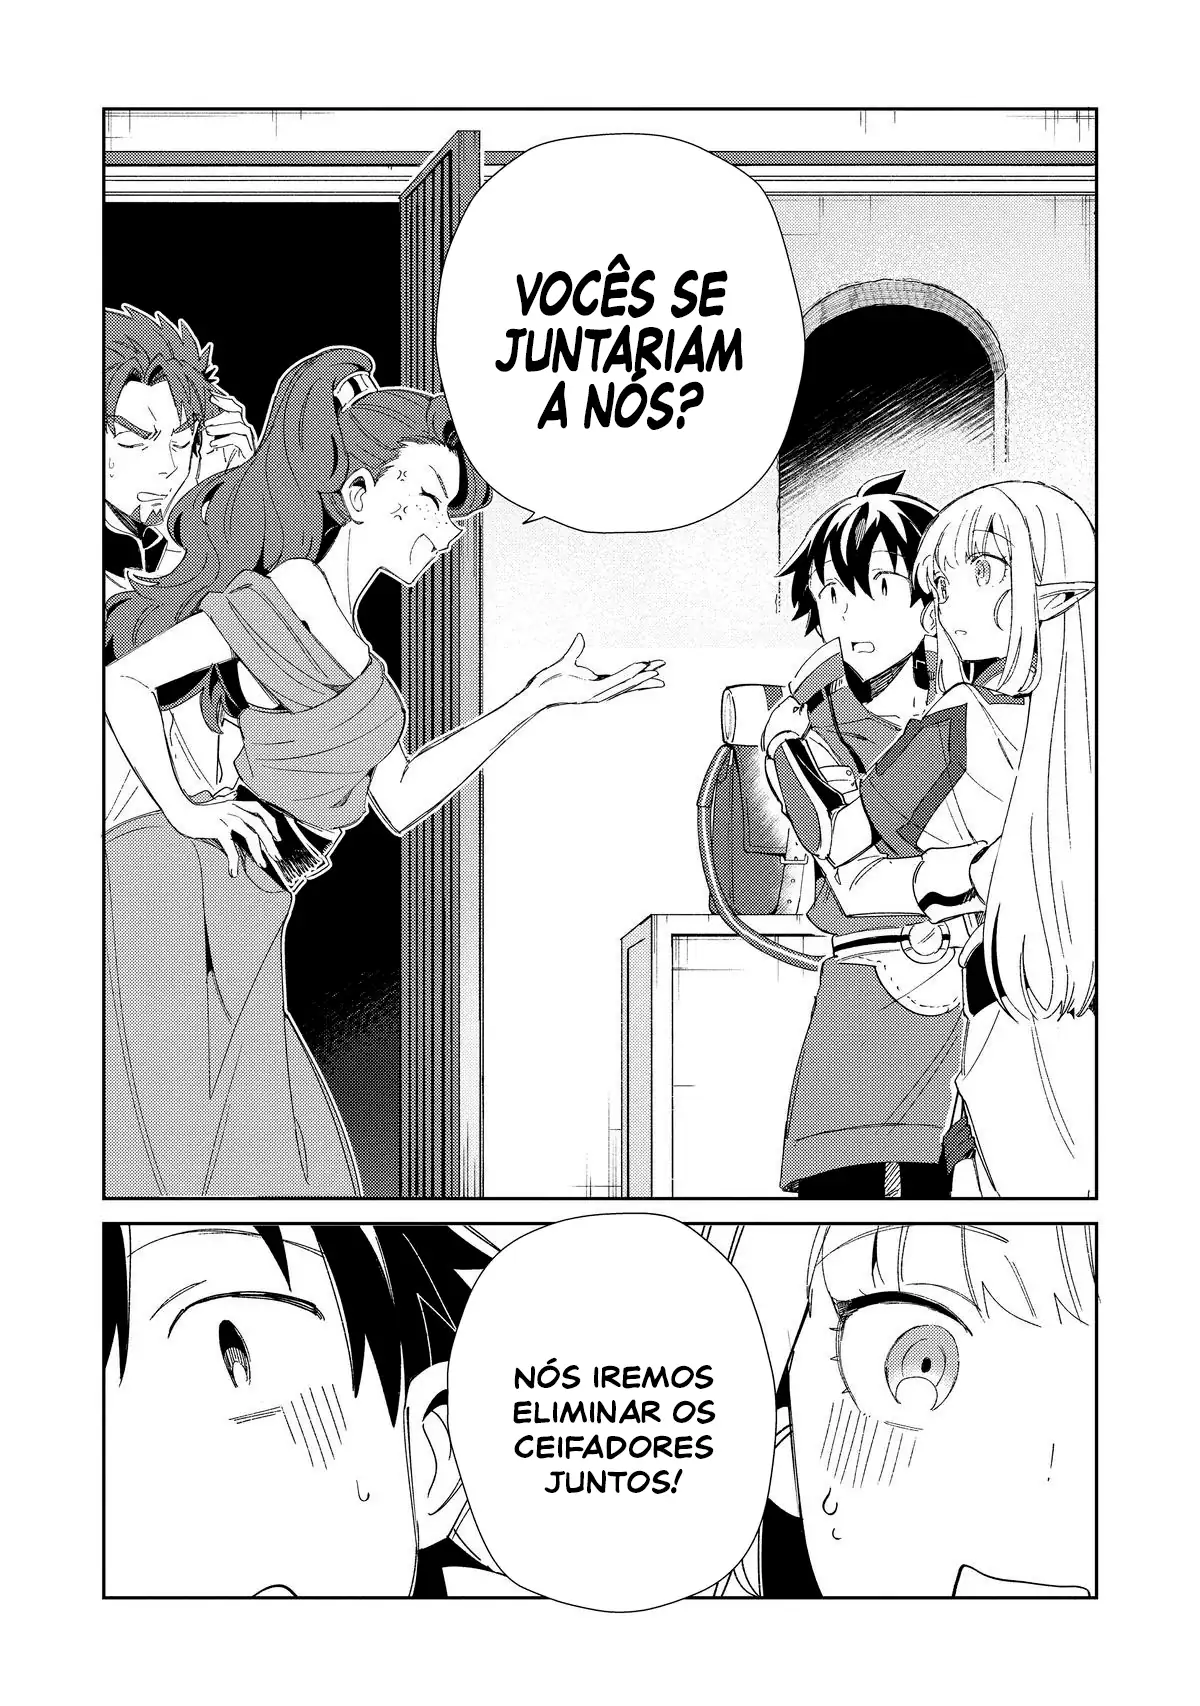 VOCÊS SE
JUNTARIAM
A NÓS?
NÓS IREMOS
ELIMINAR OS
CEIFADORES
JUNTOS!